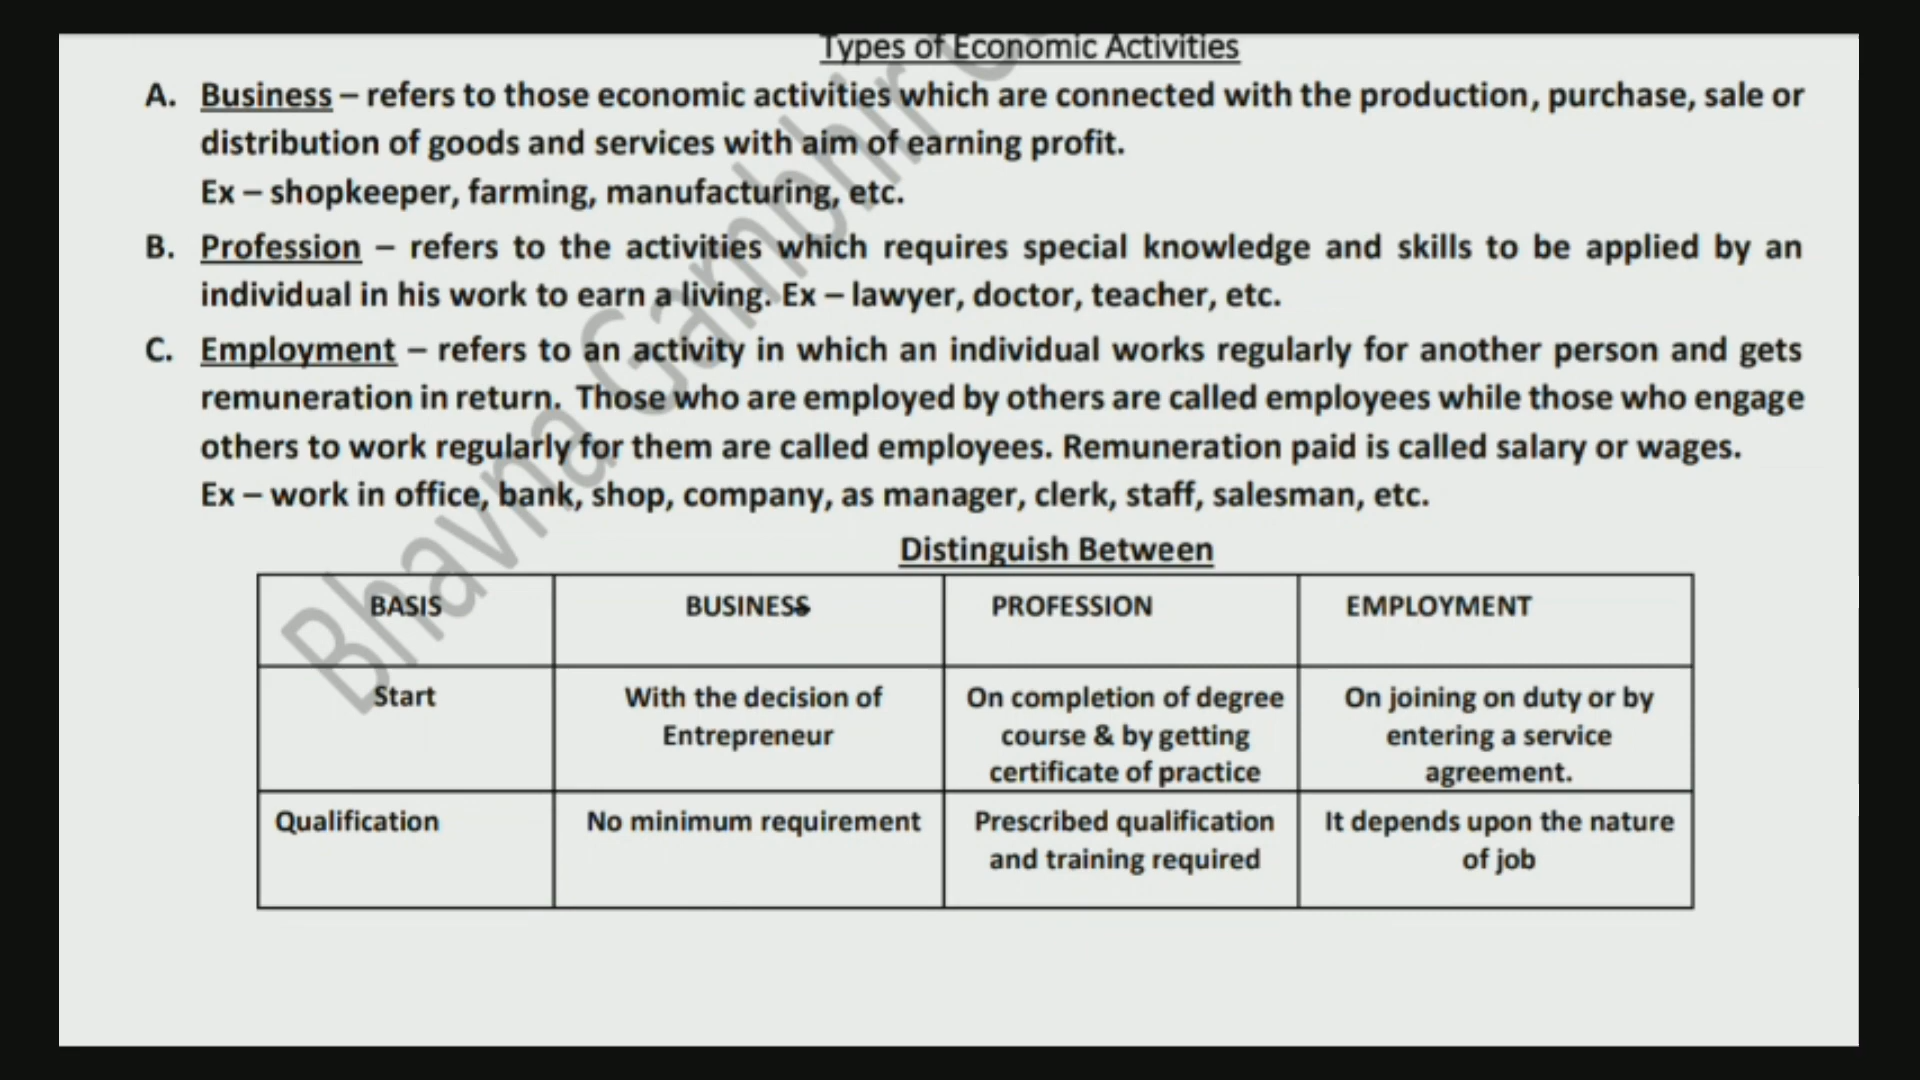 Types of Economic Activities
A. Business – refers to those economic activities which are connected with the production, purchase, sale or
distribution of goods and services with aim of earning profit.
Ex – shopkeeper, farming, manufacturing, etc.
B. Profession – refers to the activities which requires special knowledge and skills to be applied by an
individual in his work to earn a living. Ex – lawyer, doctor, teacher, etc.
C. Employment – refers to an activity in which an individual works regularly for another person and gets
remuneration in return. Those who are employed by others are called employees while those who engage
others to work regularly for them are called employees. Remuneration paid is called salary or wages.
Ex – work in office, bank, shop, company, as manager, clerk, staff, salesman, etc.
Distinguish Between
BASIS BUSINESS PROFESSION EMPLOYMENT
Start
With the decision of
Entrepreneur
On completion of degree
course & by getting
certificate of practice
On joining on duty or by
entering a service
agreement.
Qualification
No minimum requirement
Prescribed qualification
and training required
It depends upon the nature
of job
Bhavna Gambhir